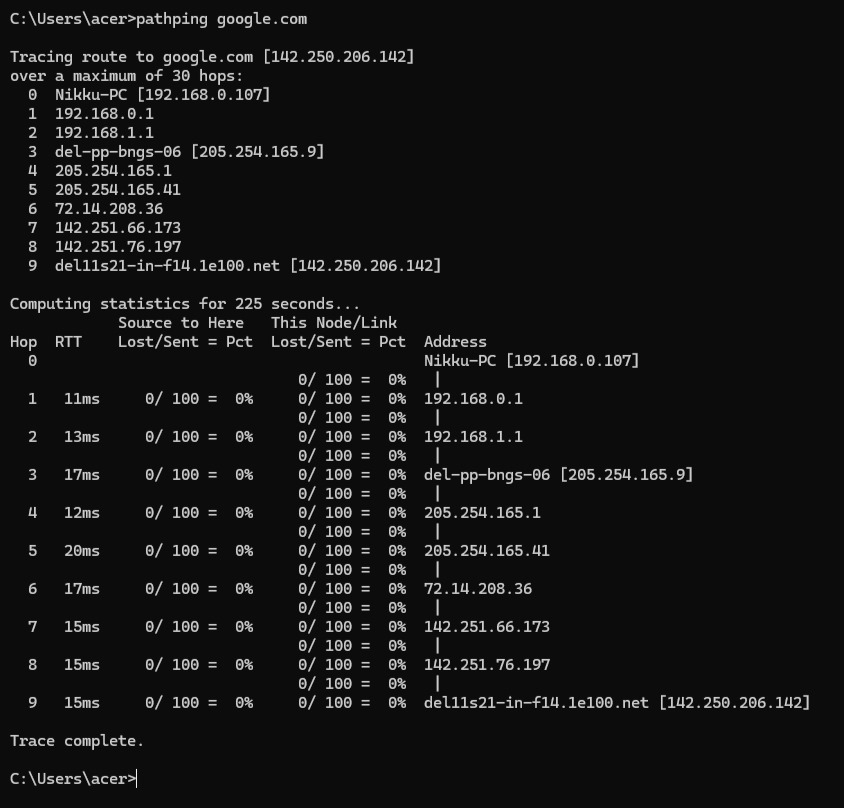 C:\Users\acer>pathping google.com

Tracing route to google.com [142.250.206.142]
over a maximum of 30 hops:
  0  Nikku-PC [192.168.0.107]
  1  192.168.0.1
  2  192.168.1.1
  3  del-pp-bngs-06 [205.254.165.9]
  4  205.254.165.1
  5  205.254.165.41
  6  72.14.208.36
  7  142.251.66.173
  8  142.251.76.197
  9  del11s21-in-f14.1e100.net [142.250.206.142]

Computing statistics for 225 seconds...
            Source to Here   This Node/Link
Hop  RTT    Lost/Sent = Pct  Lost/Sent = Pct  Address
  0                                           Nikku-PC [192.168.0.107]
                                0/ 100 =  0%   |
  1   11ms     0/ 100 =  0%     0/ 100 =  0%  192.168.0.1
                                0/ 100 =  0%   |
  2   13ms     0/ 100 =  0%     0/ 100 =  0%  192.168.1.1
                                0/ 100 =  0%   |
  3   17ms     0/ 100 =  0%     0/ 100 =  0%  del-pp-bngs-06 [205.254.165.9]
                                0/ 100 =  0%   |
  4   12ms     0/ 100 =  0%     0/ 100 =  0%  205.254.165.1
                                0/ 100 =  0%   |
  5   20ms     0/ 100 =  0%     0/ 100 =  0%  205.254.165.41
                                0/ 100 =  0%   |
  6   17ms     0/ 100 =  0%     0/ 100 =  0%  72.14.208.36
                                0/ 100 =  0%   |
  7   15ms     0/ 100 =  0%     0/ 100 =  0%  142.251.66.173
                                0/ 100 =  0%   |
  8   15ms     0/ 100 =  0%     0/ 100 =  0%  142.251.76.197
                                0/ 100 =  0%   |
  9   15ms     0/ 100 =  0%     0/ 100 =  0%  del11s21-in-f14.1e100.net [142.250.206.142]

Trace complete.

C:\Users\acer>